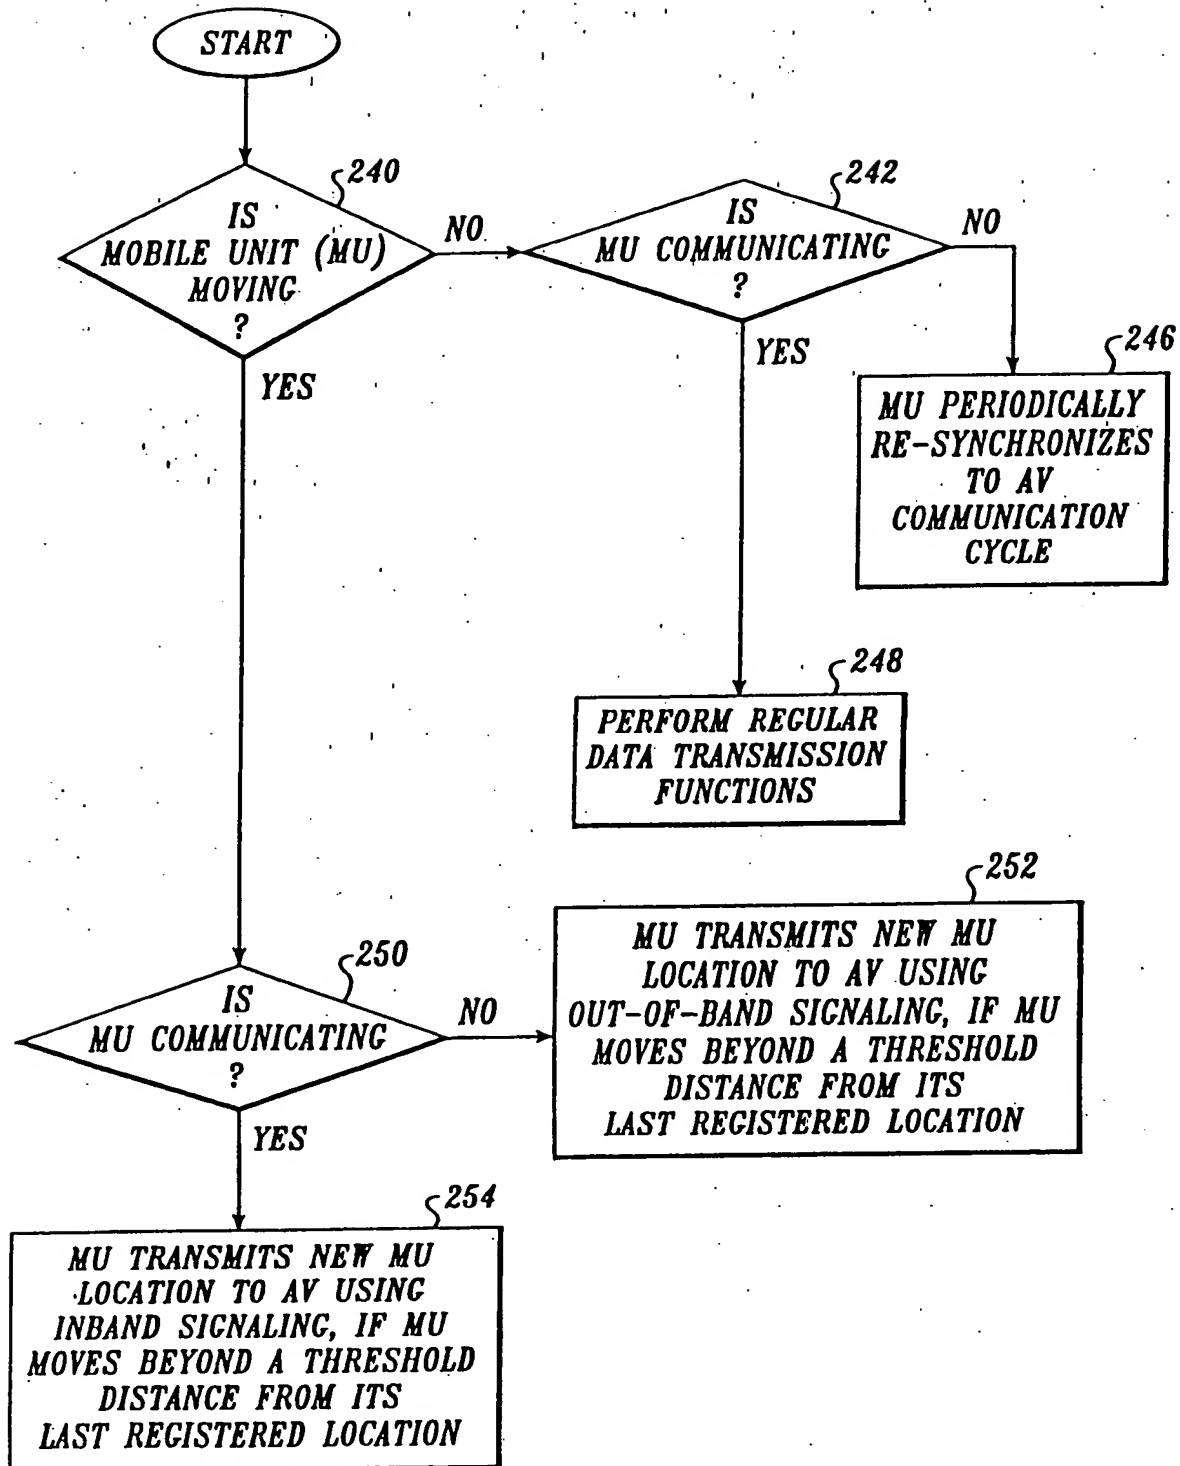 START
240
IS
MOBILE UNIT (MU)
MOVING
?
NO
YES
242
IS
MU COMMUNICATING
?
NO
YES
246
MU PERIODICALLY
RE-SYNCHRONIZES
TO AV
COMMUNICATION
CYCLE
248
PERFORM REGULAR
DATA TRANSMISSION
FUNCTIONS
250
IS
MU COMMUNICATING
?
NO
YES
252
MU TRANSMITS NEW MU
LOCATION TO AV USING
OUT-OF-BAND SIGNALING, IF MU
MOVES BEYOND A THRESHOLD
DISTANCE FROM ITS
LAST REGISTERED LOCATION
254
MU TRANSMITS NEW MU
LOCATION TO AV USING
INBAND SIGNALING, IF MU
MOVES BEYOND A THRESHOLD
DISTANCE FROM ITS
LAST REGISTERED LOCATION